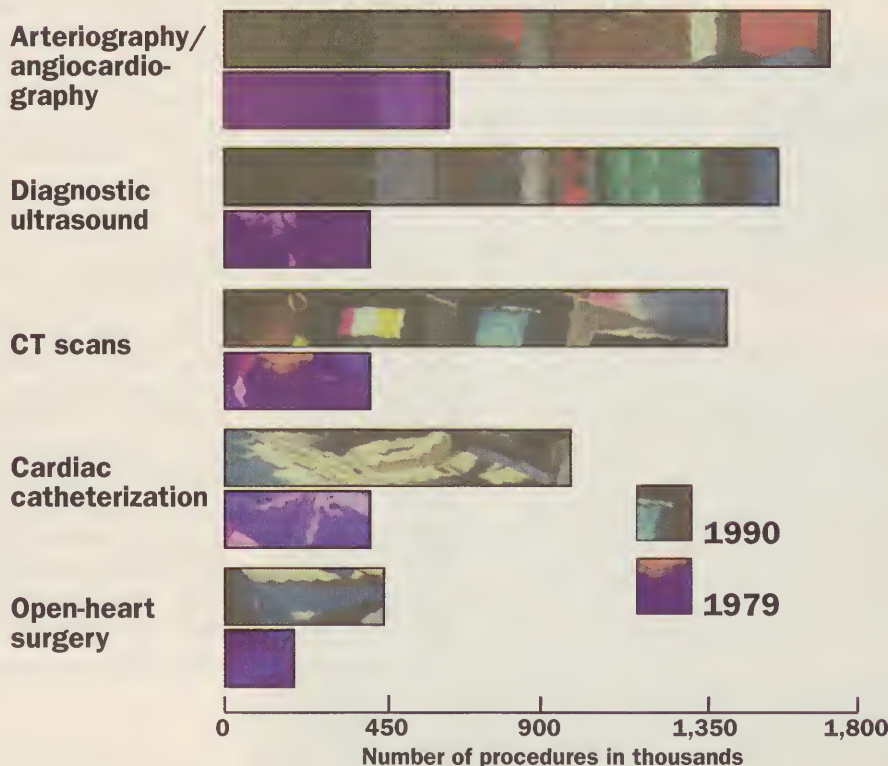 Arteriography/
angiocardio-
graphy
Diagnostic
ultrasound
CT scans
Cardiac
catheterization
Open-heart
surgery
1990
1979
0 450 900 1,350 1,800
Number of procedures in thousands